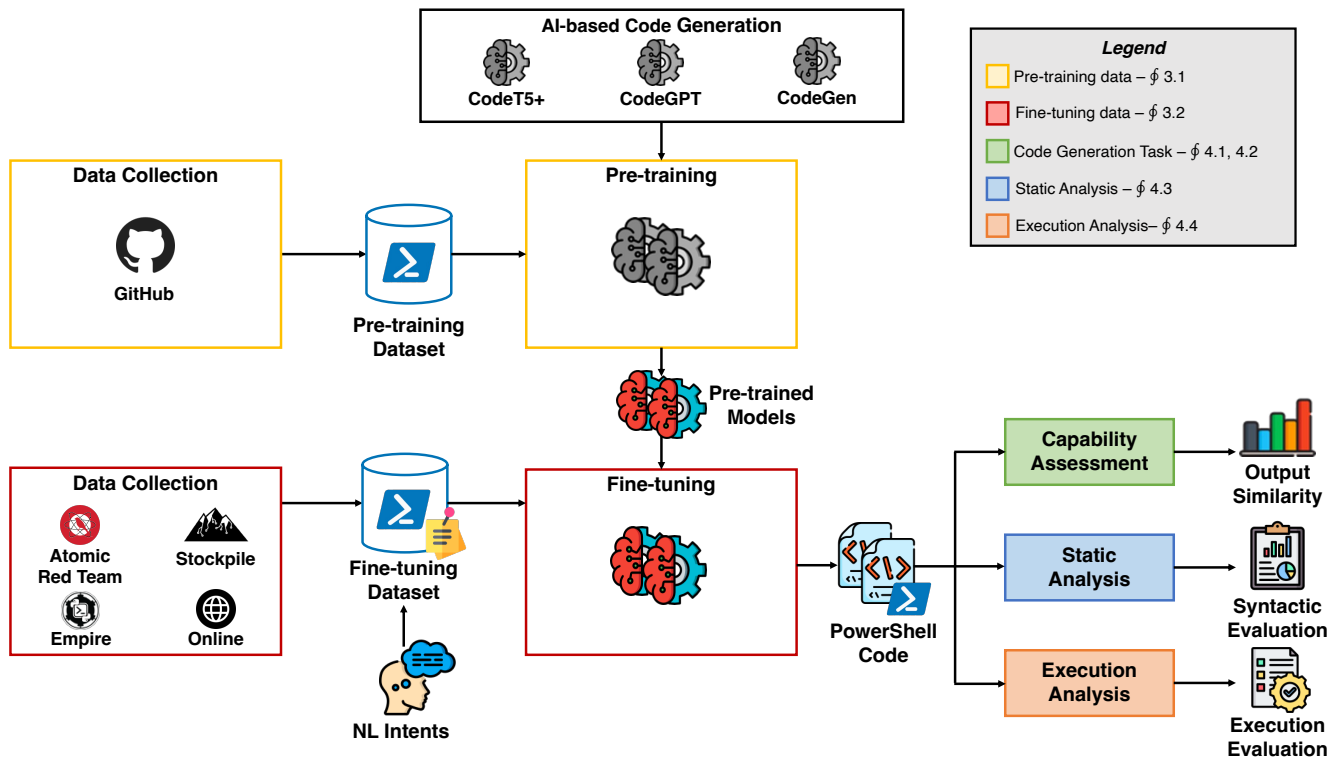 AI-based Code Generation
CodeT5+
CodeGPT
CodeGen
Legend
Pre-training data – ∮ 3.1
Fine-tuning data – ∮ 3.2
Code Generation Task – ∮ 4.1, 4.2
Static Analysis – ∮ 4.3
Execution Analysis– ∮ 4.4
Data Collection
GitHub
Pre-training
Dataset
Pre-training
Pre-trained
Models
Data Collection
Atomic
Red Team
Stockpile
Empire
Online
Fine-tuning
Dataset
NL Intents
Fine-tuning
PowerShell
Code
Capability
Assessment
Output
Similarity
Static
Analysis
Syntactic
Evaluation
Execution
Analysis
Execution
Evaluation